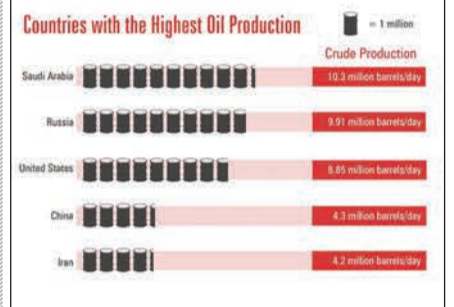 Countries with the Highest Oil Production
= 1 million
Crude Production
Saudi Arabia
10.3 million barrels/day
Russia
9.91 million barrels/day
United States
8.85 million barrels/day
China
4.3 million barrels/day
Iran
4.2 million barrels/day